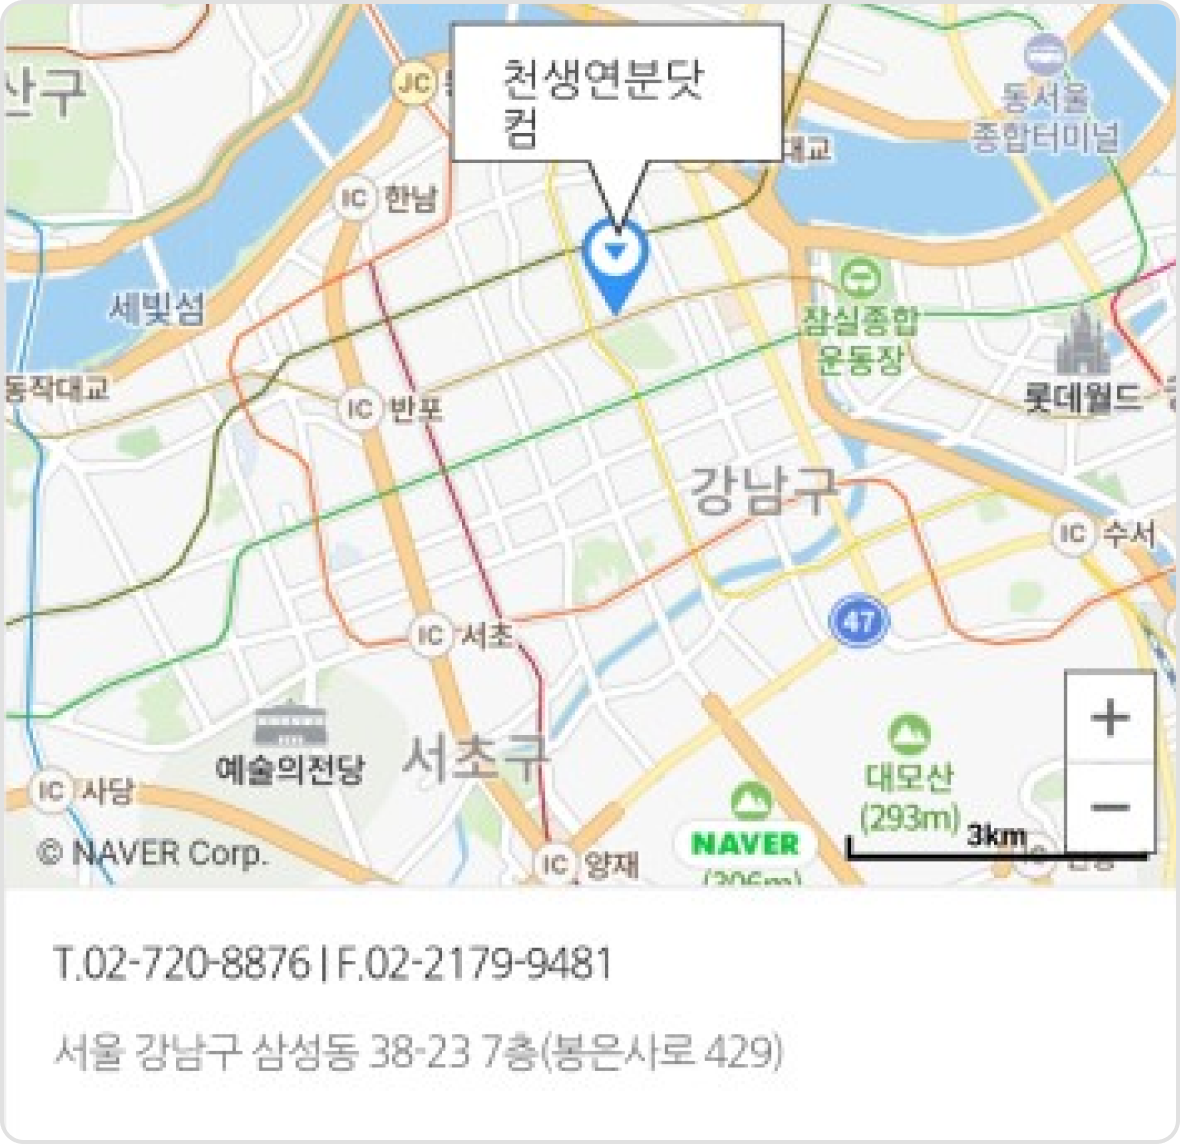 천생연분닷
컴
산구
JC
동서울
종합터미널
대교
IC 한남
세빛섬
잠실종합
운동장
동작대교
롯데월드
IC 반포
강남구
IC 수서
47
IC 서초
예술의전당
서초구
대모산
(293m)
IC 사당
+
−
3km
© NAVER Corp.
NAVER
(306m)
IC 양재
T.02-720-8876 | F.02-2179-9481
서울 강남구 삼성동 38-23 7층(봉은사로 429)